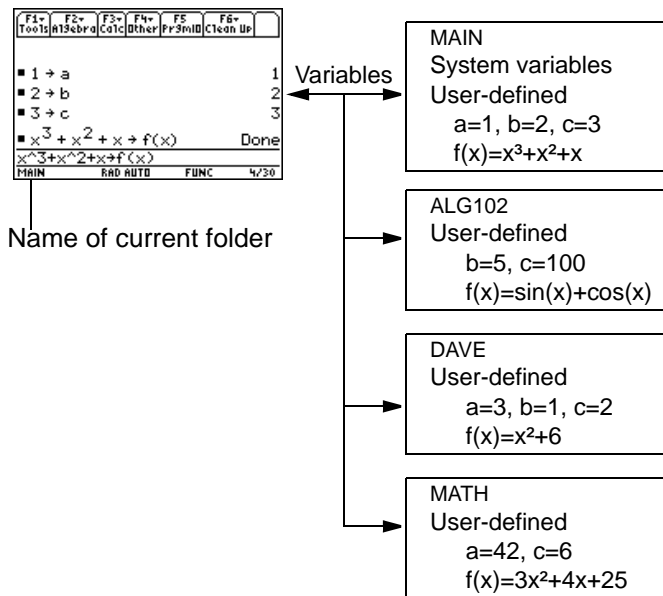 F1▾ Tools F2▾ Algebra F3▾ Calc F4▾ Other F5 PrgmIO F6▾ Clean Up
■ 1 → a 1
■ 2 → b 2
■ 3 → c 3
■ x³ + x² + x → f(x) Done
x^3+x^2+x→f(x)
MAIN RAD AUTO FUNC 4/30
Name of current folder
Variables
MAIN
System variables
User-defined
a=1, b=2, c=3
f(x)=x³+x²+x
ALG102
User-defined
b=5, c=100
f(x)=sin(x)+cos(x)
DAVE
User-defined
a=3, b=1, c=2
f(x)=x²+6
MATH
User-defined
a=42, c=6
f(x)=3x²+4x+25